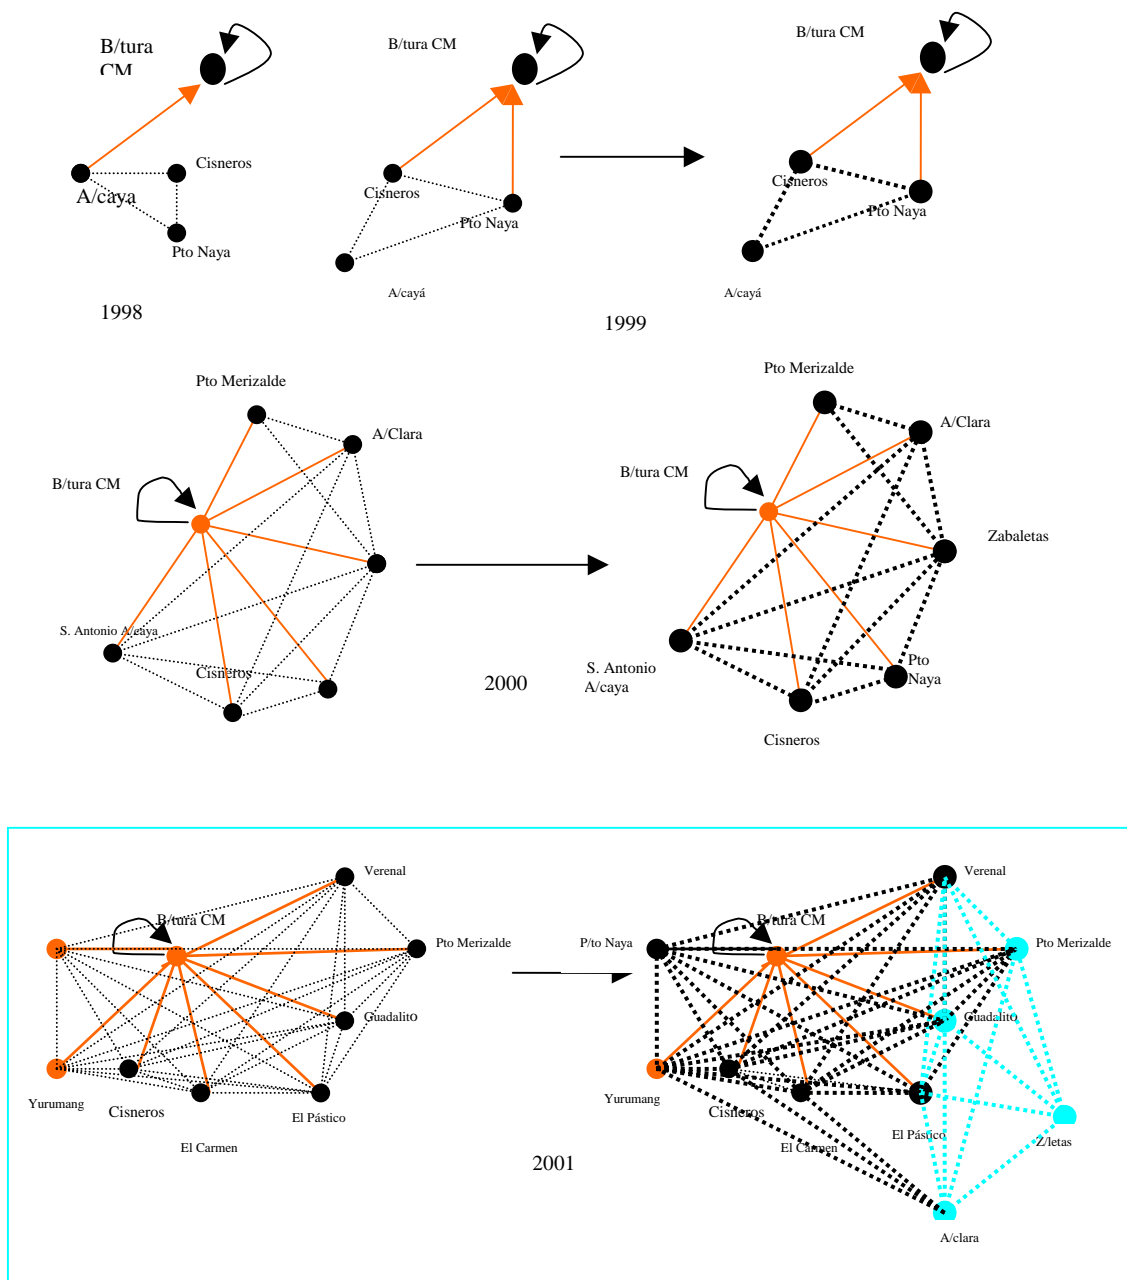 B/tura
CM
B/tura CM
B/tura CM
Cisneros
A/caya
Pto Naya
Cisneros
Pto Naya
A/cayá
Cisneros
Pto Naya
A/cayá
1998
1999
Pto Merizalde
A/Clara
B/tura CM
S. Antonio A/caya
Cisneros
2000
Pto Merizalde
A/Clara
B/tura CM
Zabaletas
S. Antonio
A/caya
Pto
Naya
Cisneros
Verenal
B/tura CM
Pto Merizalde
Guadalito
Yurumang
Cisneros
El Pástico
El Carmen
2001
Verenal
B/tura CM
P/to Naya
Pto Merizalde
Guadalito
Yurumang
Cisneros
El Pástico
El Carmen
Z/letas
A/clara